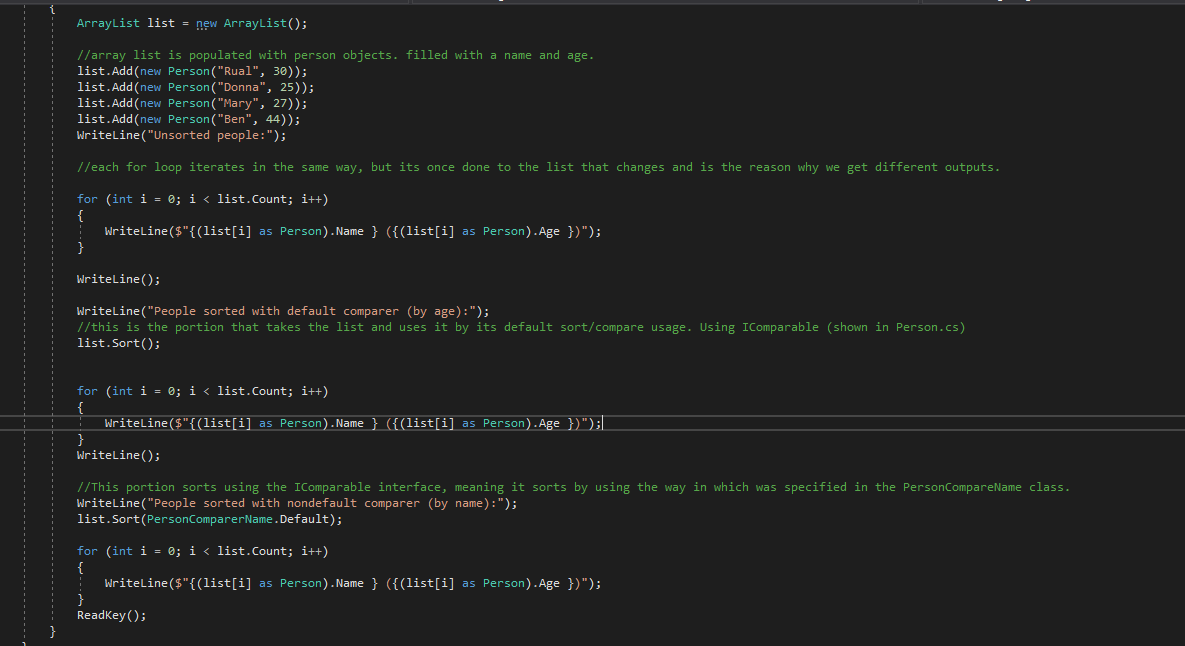 {
ArrayList list = new ArrayList();
//array list is populated with person objects. filled with a name and age.
list.Add(new Person("Rual", 30));
list.Add(new Person("Donna", 25));
list.Add(new Person("Mary", 27));
list.Add(new Person("Ben", 44));
WriteLine("Unsorted people:");
//each for loop iterates in the same way, but its once done to the list that changes and is the reason why we get different outputs.
for (int i = 0; i < list.Count; i++)
{
WriteLine($"{(list[i] as Person).Name } ({(list[i] as Person).Age })");
}
WriteLine();
WriteLine("People sorted with default comparer (by age):");
//this is the portion that takes the list and uses it by its default sort/compare usage. Using IComparable (shown in Person.cs)
list.Sort();
for (int i = 0; i < list.Count; i++)
{
WriteLine($"{(list[i] as Person).Name } ({(list[i] as Person).Age })");
}
WriteLine();
//This portion sorts using the IComparable interface, meaning it sorts by using the way in which was specified in the PersonCompareName class.
WriteLine("People sorted with nondefault comparer (by name):");
list.Sort(PersonComparerName.Default);
for (int i = 0; i < list.Count; i++)
{
WriteLine($"{(list[i] as Person).Name } ({(list[i] as Person).Age })");
}
ReadKey();
}